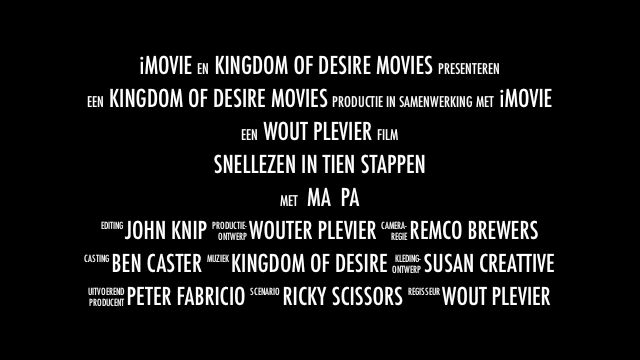 iMOVIE EN KINGDOM OF DESIRE MOVIES PRESENTEREN
EEN KINGDOM OF DESIRE MOVIES PRODUCTIE IN SAMENWERKING MET iMOVIE
EEN WOUT PLEVIER FILM
SNELLEZEN IN TIEN STAPPEN
MET MA PA
EDITING JOHN KNIP PRODUCTIE-ONTWERP WOUTER PLEVIER CAMERA-REGIE REMCO BREWERS
CASTING BEN CASTER MUZIEK KINGDOM OF DESIRE KLEDING-ONTWERP SUSAN CREATTIVE
UITVOEREND PRODUCENT PETER FABRICIO SCENARIO RICKY SCISSORS REGISSEUR WOUT PLEVIER